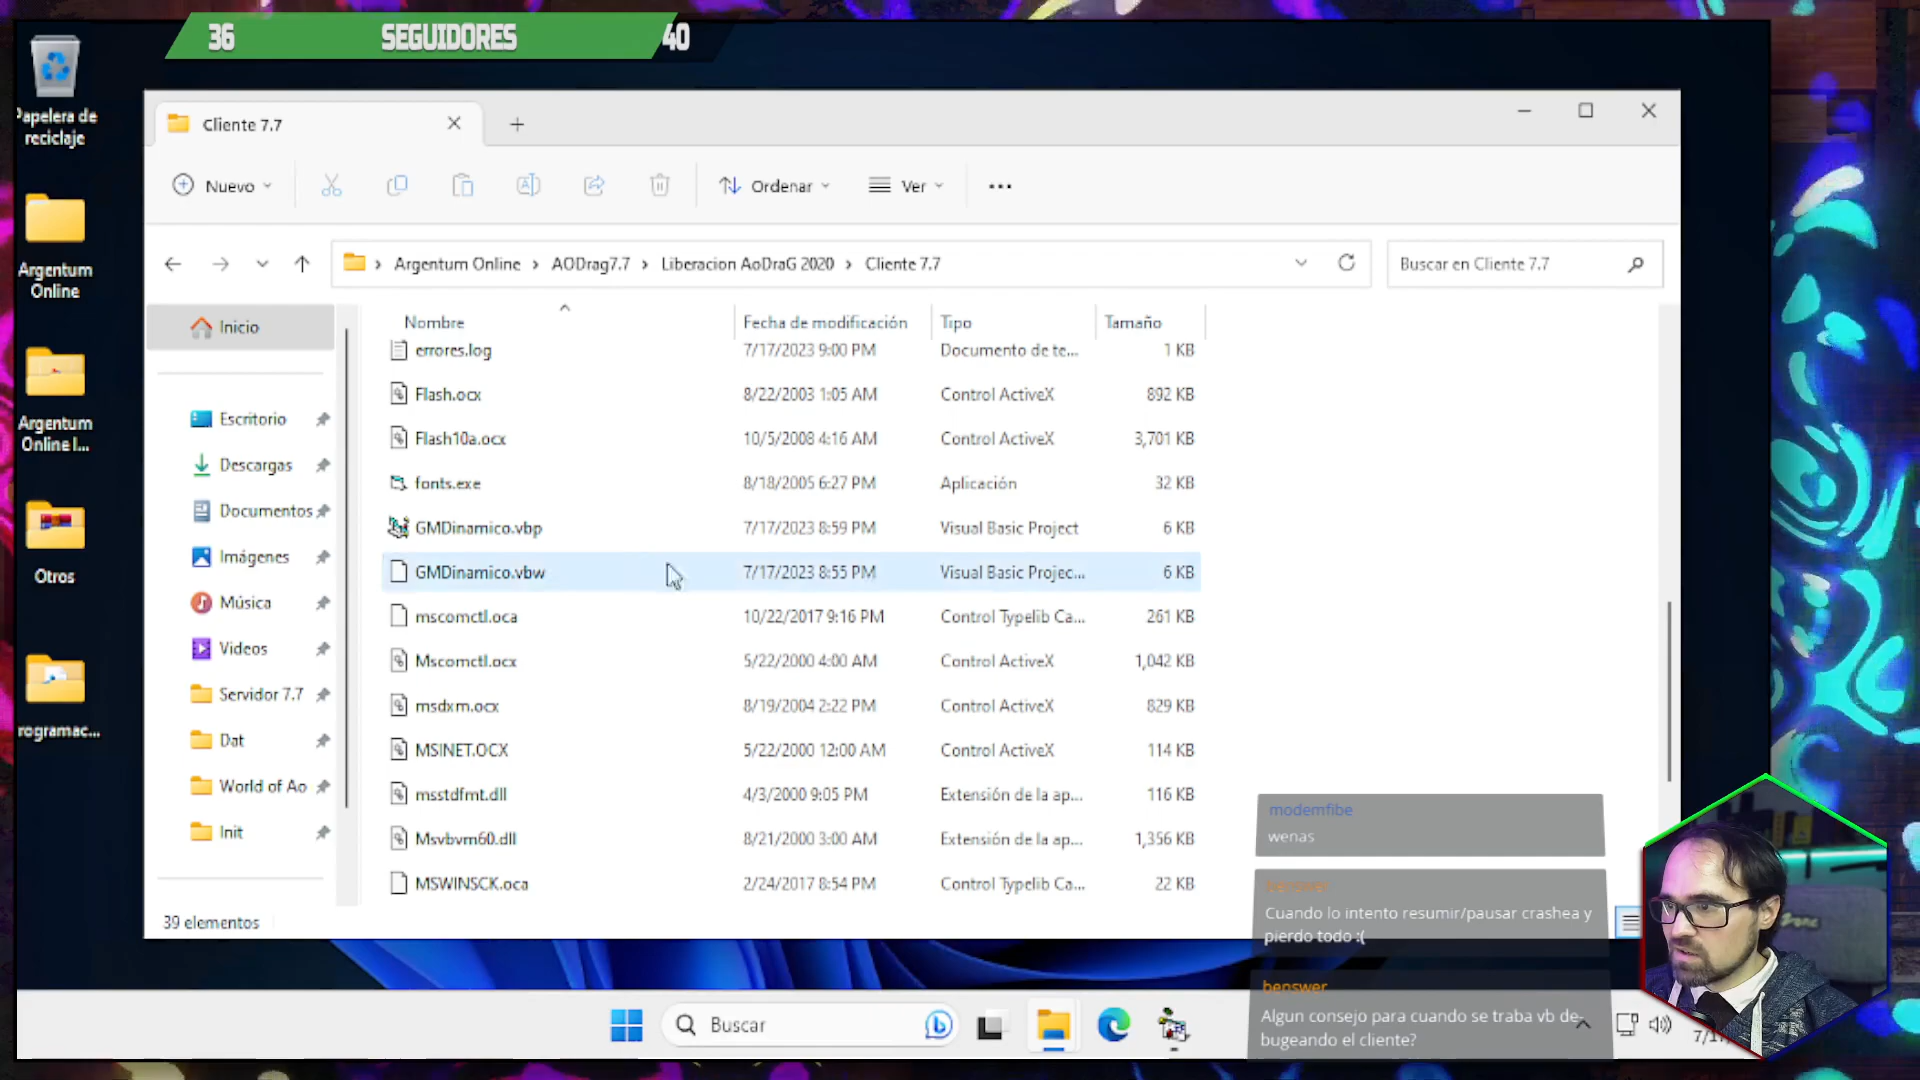 36 SEGUIDORES 40
Papelera de
reciclaje
Argentum
Online
Argentum
Online I...
Otros
rogramac...
Cliente 7.7
Nuevo
Ordenar
Ver
Argentum Online > AODrag7.7 > Liberacion AoDraG 2020 > Cliente 7.7
Buscar en Cliente 7.7
Inicio
Escritorio
Descargas
Documentos
Imágenes
Música
Videos
Servidor 7.7
Dat
World of Ao
Init
Nombre Fecha de modificación Tipo Tamaño
errores.log 7/17/2023 9:00 PM Documento de te... 1 KB
Flash.ocx 8/22/2003 1:05 AM Control ActiveX 892 KB
Flash10a.ocx 10/5/2008 4:16 AM Control ActiveX 3,701 KB
fonts.exe 8/18/2005 6:27 PM Aplicación 32 KB
GMDinamico.vbp 7/17/2023 8:59 PM Visual Basic Project 6 KB
GMDinamico.vbw 7/17/2023 8:55 PM Visual Basic Projec... 6 KB
mscomctl.oca 10/22/2017 9:16 PM Control Typelib Ca... 261 KB
Mscomctl.ocx 5/22/2000 4:00 AM Control ActiveX 1,042 KB
msdxm.ocx 8/19/2004 2:22 PM Control ActiveX 829 KB
MSINET.OCX 5/22/2000 12:00 AM Control ActiveX 114 KB
msstdfmt.dll 4/3/2000 9:05 PM Extensión de la ap... 116 KB
Msvbvm60.dll 8/21/2000 3:00 AM Extensión de la ap... 1,356 KB
MSWINSCK.oca 2/24/2017 8:54 PM Control Typelib Ca... 22 KB
39 elementos
modemfibe
wenas
benswer
Cuando lo intento resumir/pausar crashea y
pierdo todo :(
benswer
Algun consejo para cuando se traba vb de-
bugeando el cliente?
Buscar